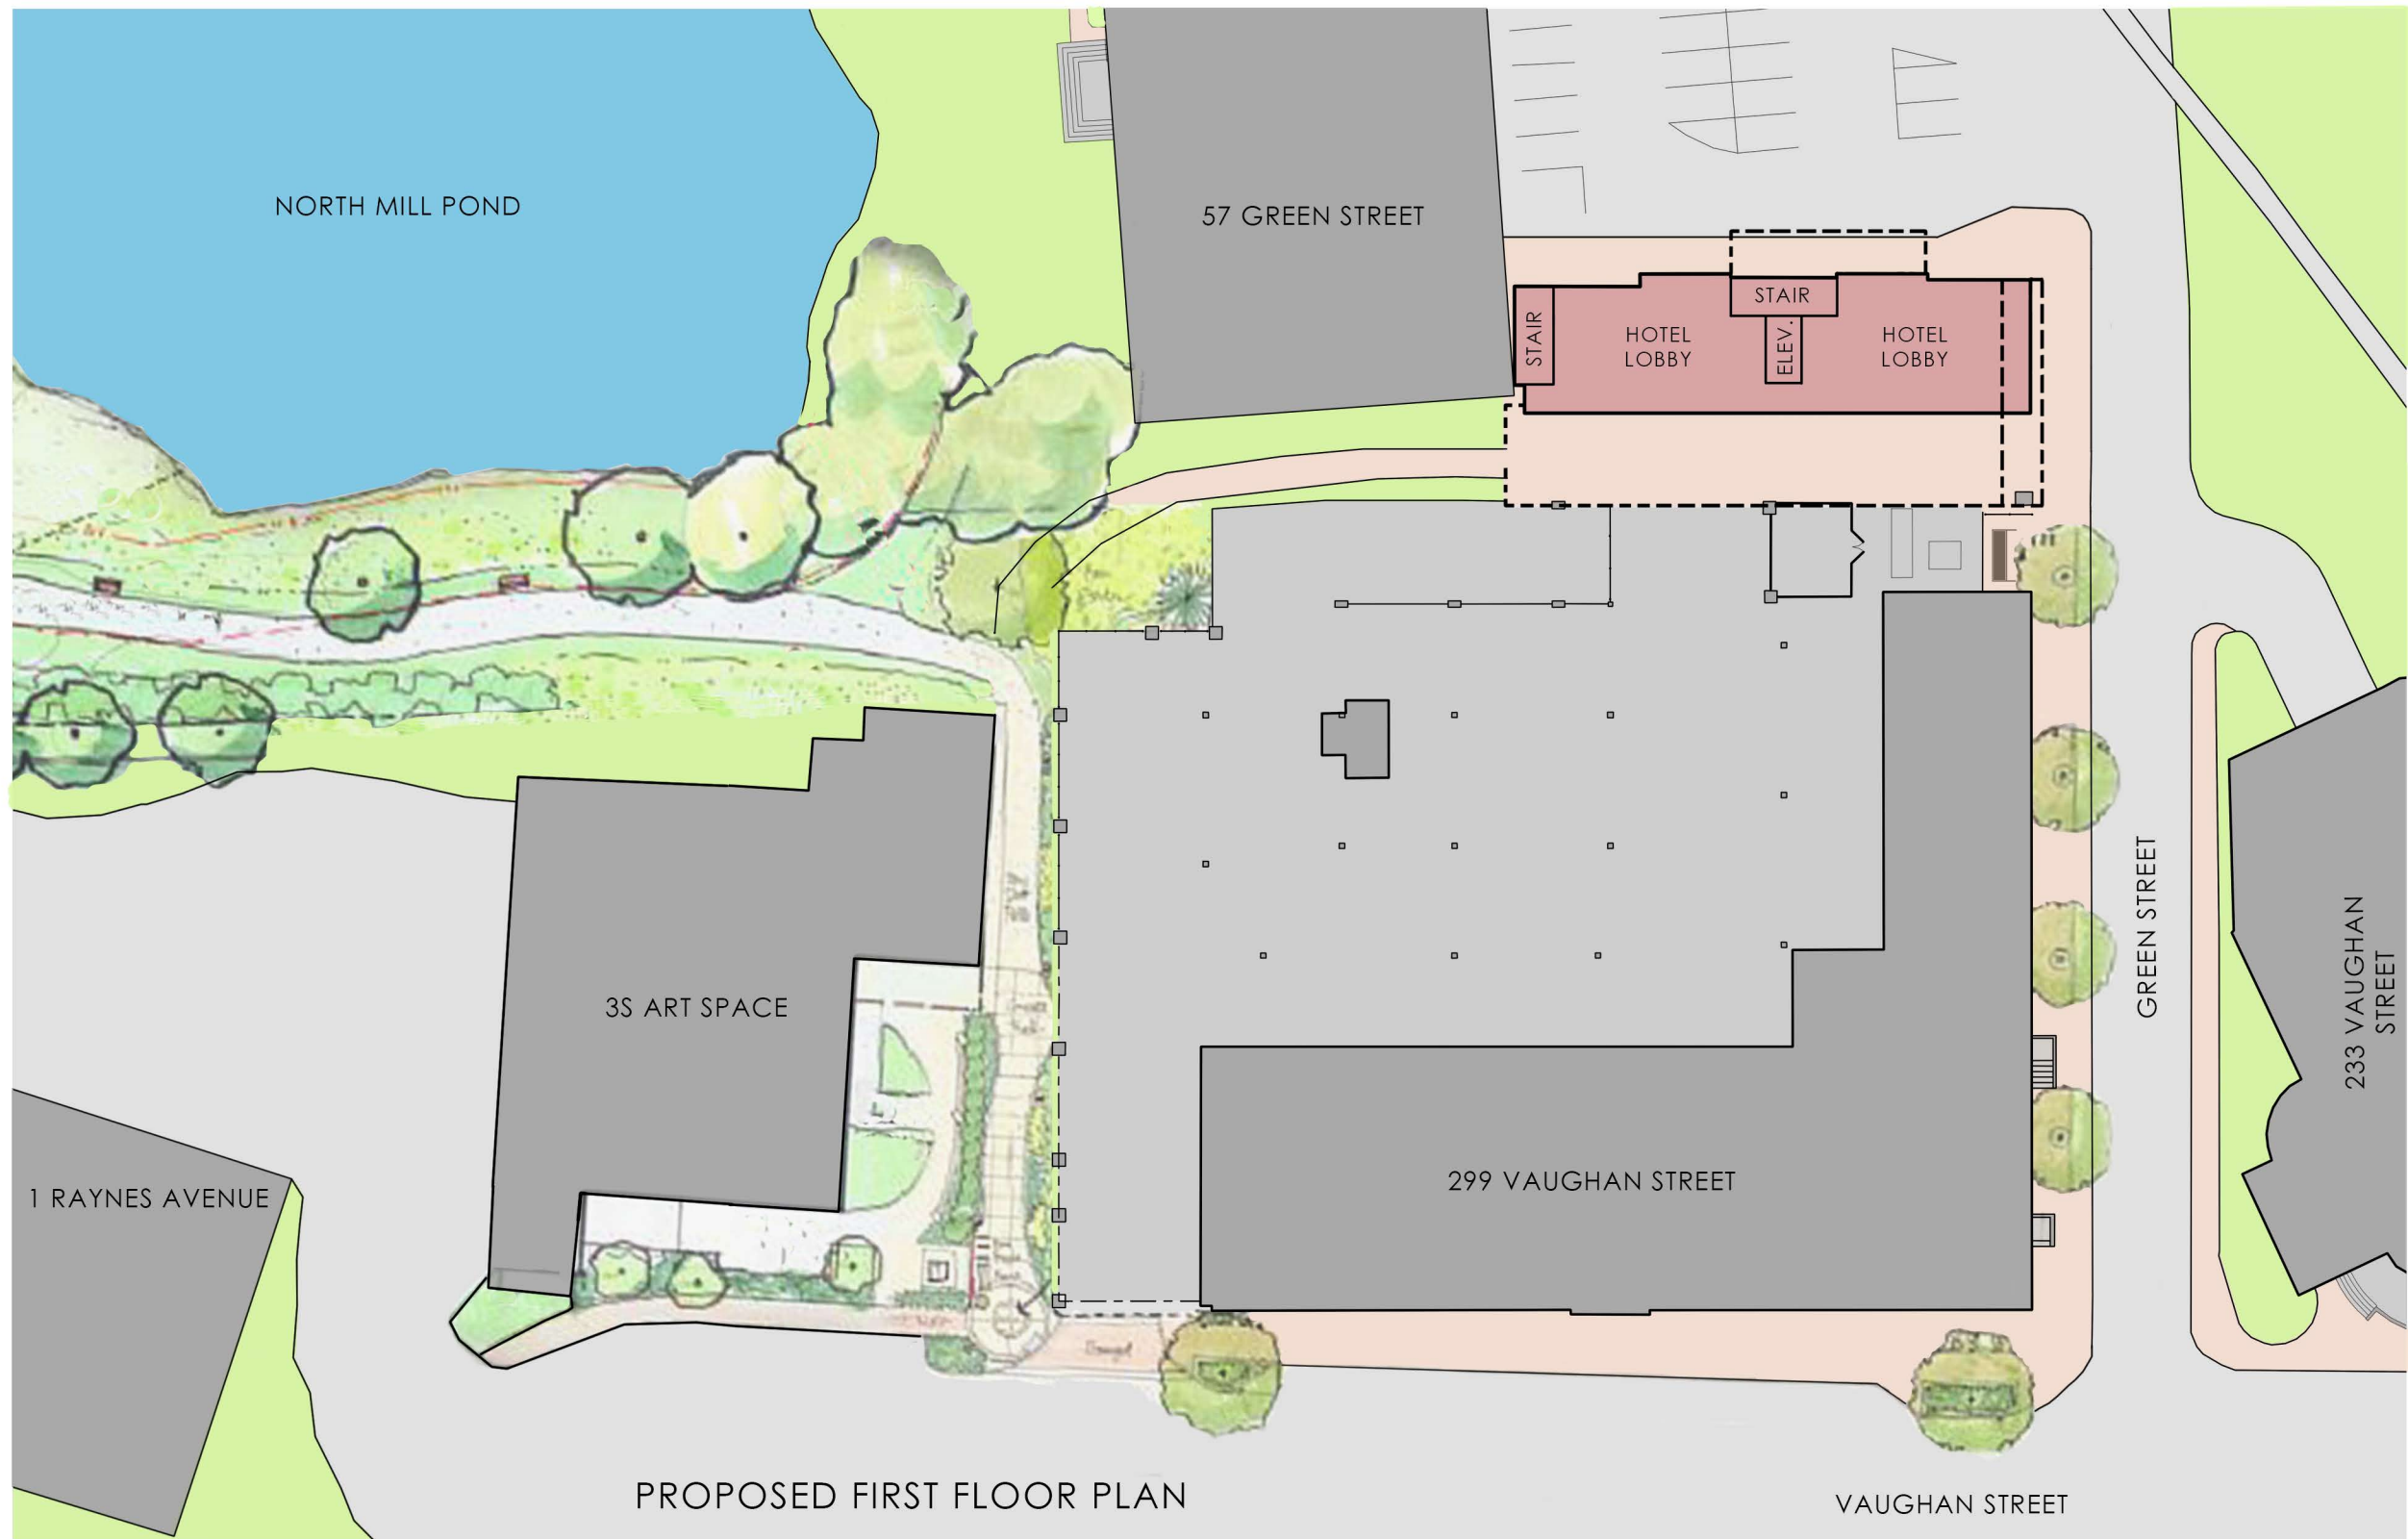 NORTH MILL POND
57 GREEN STREET
STAIR
STAIR
HOTEL
LOBBY
ELEV.
HOTEL
LOBBY
3S ART SPACE
1 RAYNES AVENUE
299 VAUGHAN STREET
GREEN STREET
233 VAUGHAN
STREET
PROPOSED FIRST FLOOR PLAN
VAUGHAN STREET